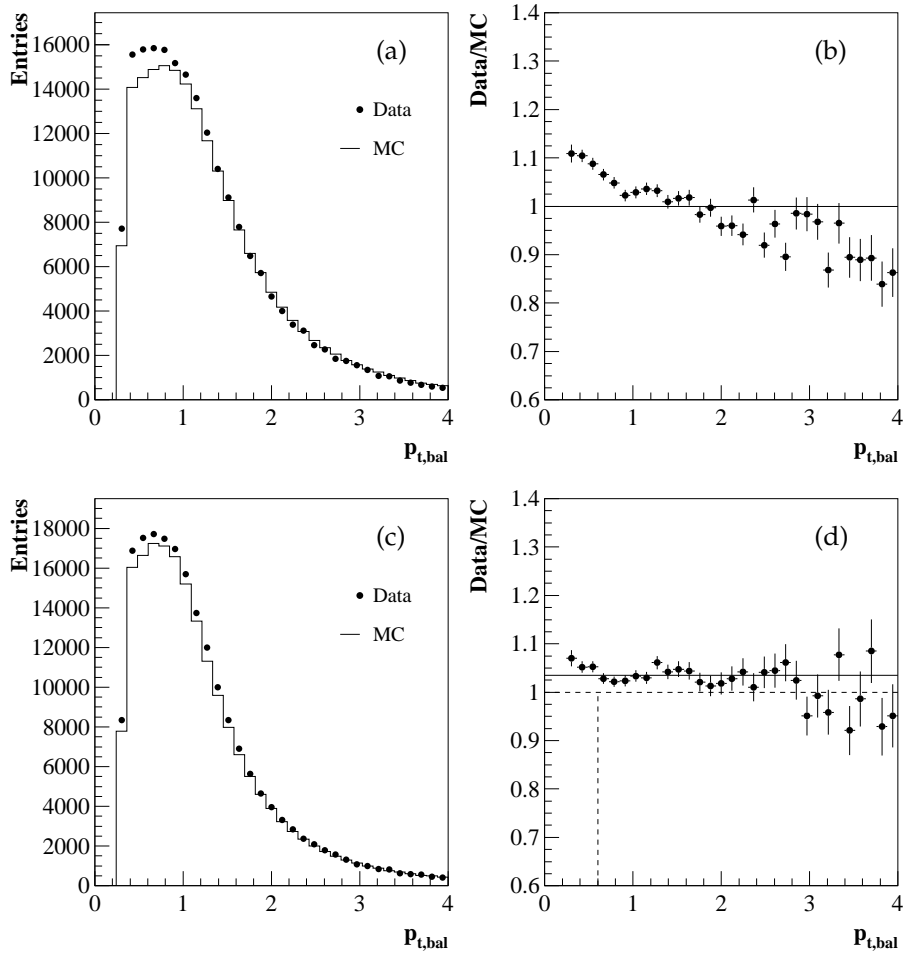 Entries
16000
14000
12000
10000
8000
6000
4000
2000
0
0 1 2 3 4
p_{t,bal}
(a)
Data
MC
Data/MC
1.4
1.3
1.2
1.1
1
0.9
0.8
0.7
0.6
0 1 2 3 4
p_{t,bal}
(b)
Entries
18000
16000
14000
12000
10000
8000
6000
4000
2000
0
0 1 2 3 4
p_{t,bal}
(c)
Data
MC
Data/MC
1.4
1.3
1.2
1.1
1
0.9
0.8
0.7
0.6
0 1 2 3 4
p_{t,bal}
(d)